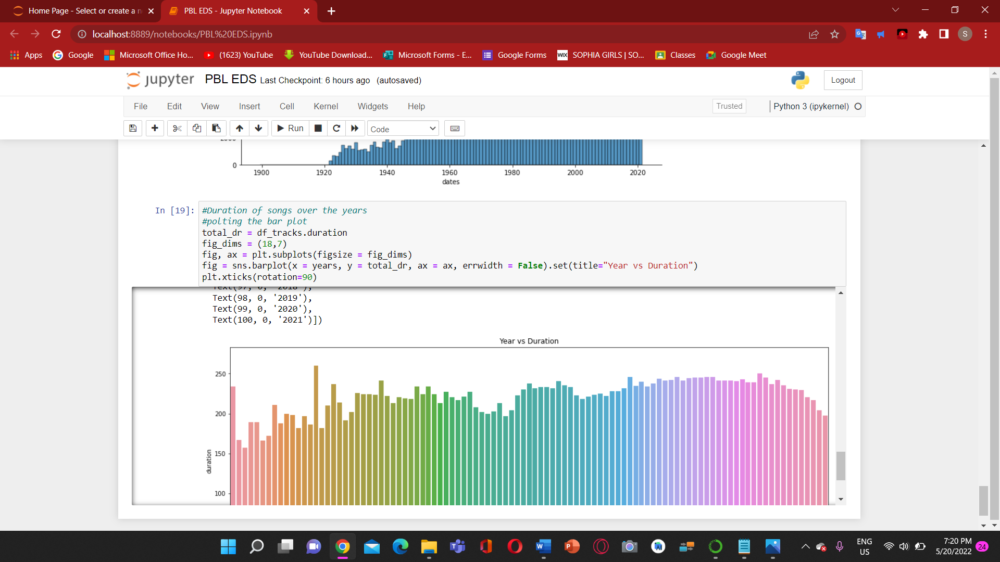 Home Page - Select or create a n
PBL EDS - Jupyter Notebook
localhost:8889/notebooks/PBL%20EDS.ipynb
S
Apps
Google
Microsoft Office Ho...
(1623) YouTube
YouTube Download...
Microsoft Forms - E...
Google Forms
WIX
SOPHIA GIRLS | SO...
Classes
Google Meet
jupyter
PBL EDS
Last Checkpoint: 6 hours ago
(autosaved)
Logout
File
Edit
View
Insert
Cell
Kernel
Widgets
Help
Trusted
Python 3 (ipykernel)
Run
Code
0
1900
1920
1940
1960
1980
2000
2020
dates
In [19]:
#Duration of songs over the years
#polting the bar plot
total_dr = df_tracks.duration
fig_dims = (18,7)
fig, ax = plt.subplots(figsize = fig_dims)
fig = sns.barplot(x = years, y = total_dr, ax = ax, errwidth = False).set(title="Year vs Duration")
plt.xticks(rotation=90)
Text(97, 0, '2018'),
Text(98, 0, '2019'),
Text(99, 0, '2020'),
Text(100, 0, '2021')])
Year vs Duration
250
200
150
100
duration
ENG
US
7:20 PM
5/20/2022
24